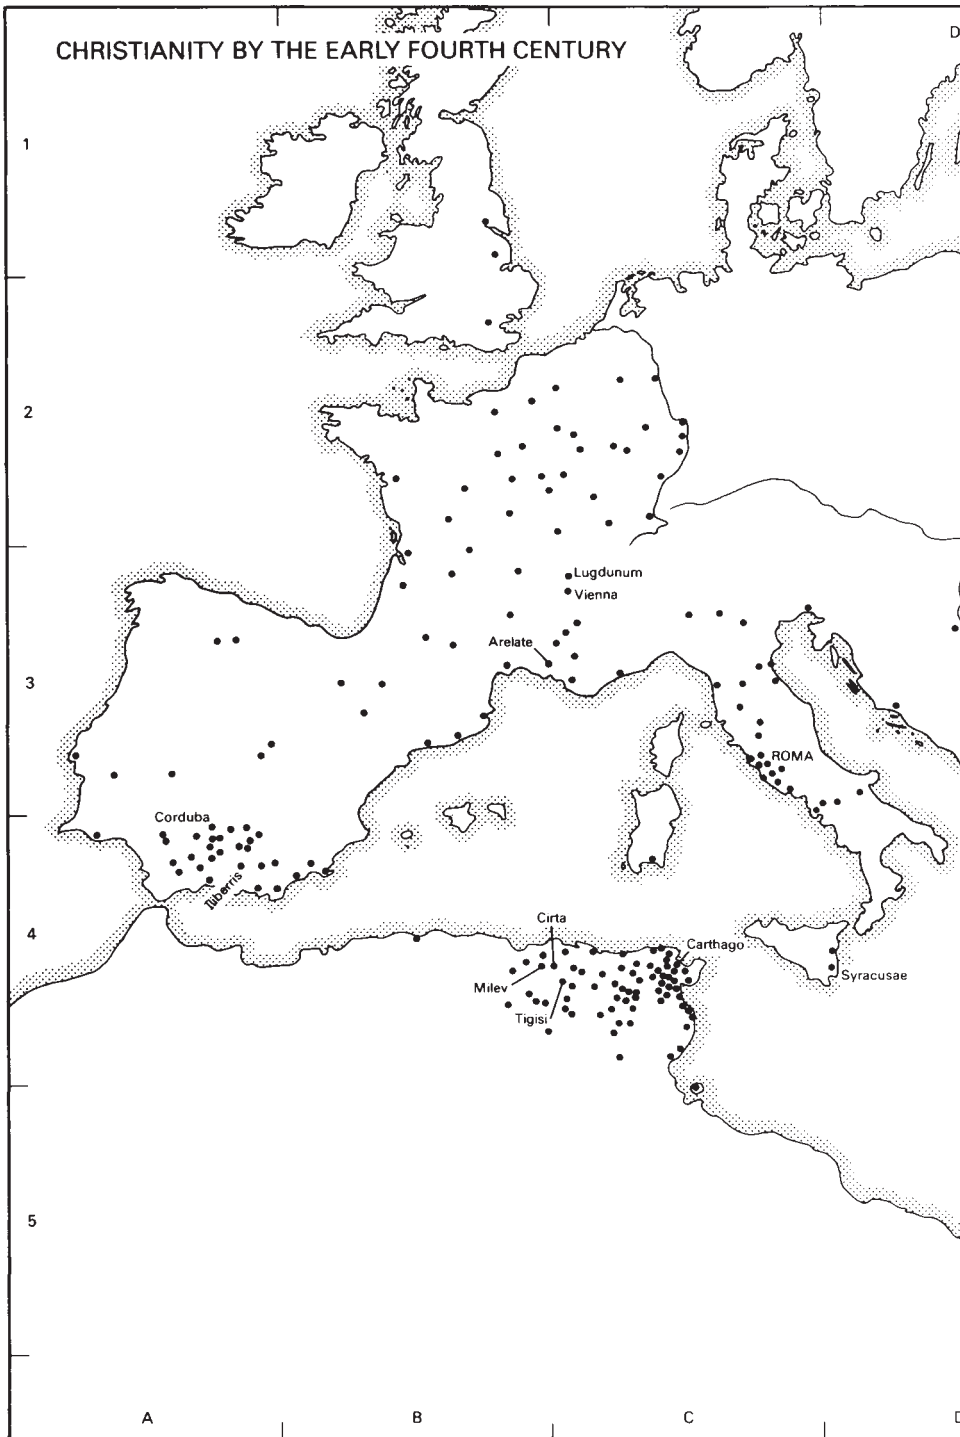 CHRISTIANITY BY THE EARLY FOURTH CENTURY
D
1
2
Lugdunum
Vienna
Arelate
3
ROMA
Corduba
Iliberris
4
Cirta
Carthago
Milev
Syracusae
Tigisi
5
A
B
C
D